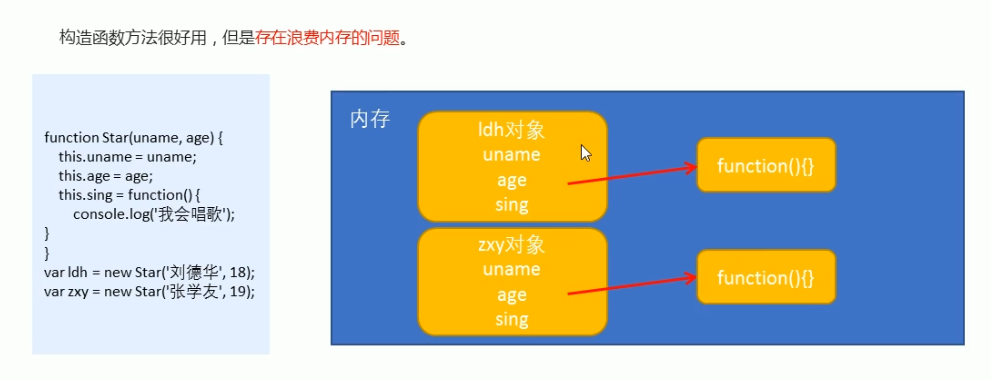 构造函数方法很好用，但是存在浪费内存的问题。
function Star(uname, age) {
this.uname = uname;
this.age = age;
this.sing = function() {
console.log('我会唱歌');
}
}
var ldh = new Star('刘德华', 18);
var zxy = new Star('张学友', 19);
内存
ldh对象
uname
age
sing
function(){}
zxy对象
uname
age
sing
function(){}